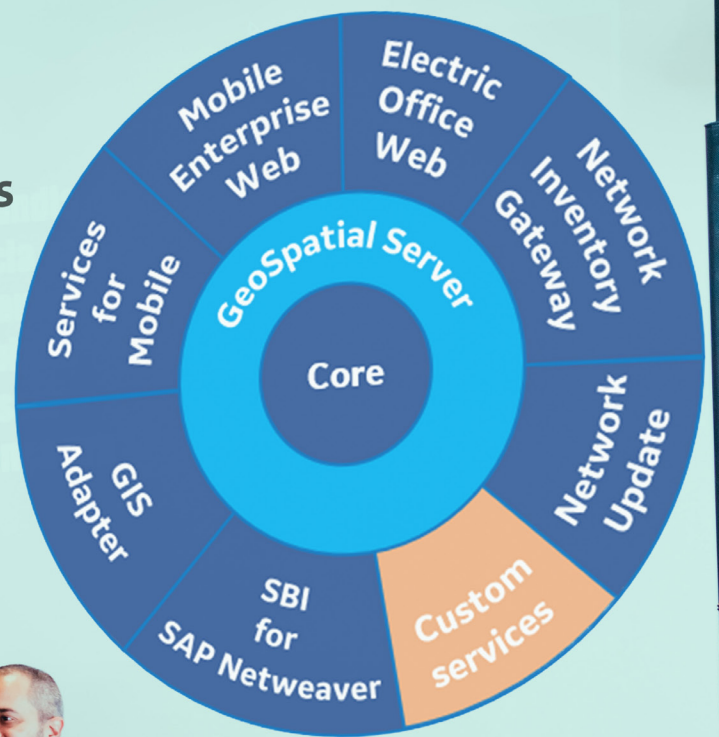 s
Mobile
Enterprise
Web
Electric
Office
Web
Network
Inventory
Gateway
Network
Update
Custom
services
SBI
for
SAP Netweaver
GIS
Adapter
Services
for
Mobile
GeoSpatial Server
Core